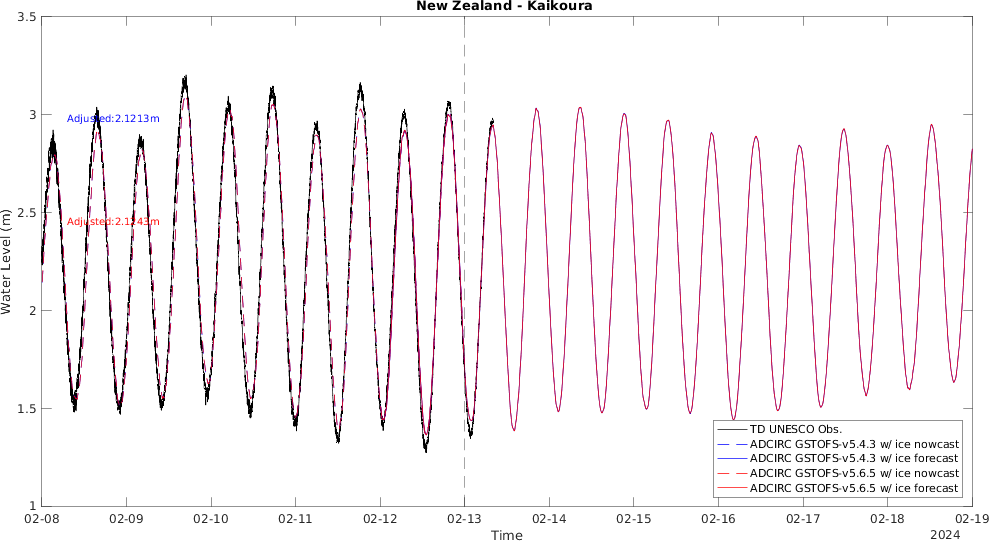 New Zealand - Kaikoura
3.5
3
2.5
2
1.5
1
Water Level (m)
Adjusted:2.1213m
Adjusted:2.1243m
TD UNESCO Obs.
ADCIRC GSTOFS-v5.4.3 w/ ice nowcast
ADCIRC GSTOFS-v5.4.3 w/ ice forecast
ADCIRC GSTOFS-v5.6.5 w/ ice nowcast
ADCIRC GSTOFS-v5.6.5 w/ ice forecast
02-08 02-09 02-10 02-11 02-12 02-13 02-14 02-15 02-16 02-17 02-18 02-19
Time
2024